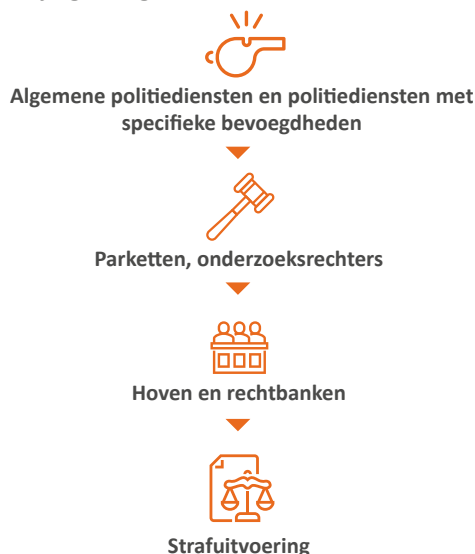 Algemene politiediensten en politiediensten met
specifieke bevoegdheden
Parketten, onderzoeksrechters
Hoven en rechtbanken
Strafuitvoering